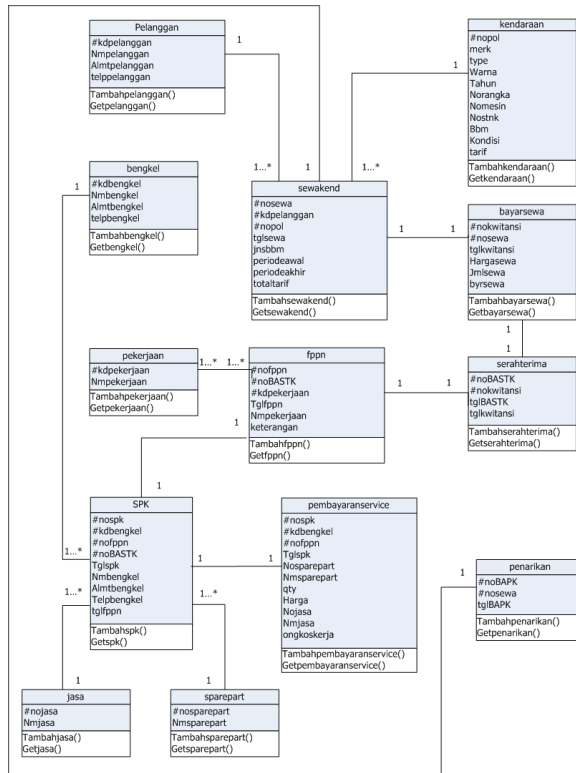 Pelanggan
#kdpelanggan
Nmpelanggan
Almtpelanggan
telppelanggan
Tambahpelanggan()
Getpelanggan()
1
1...*
1
kendaraan
#nopol
merk
type
Warna
Tahun
Norangka
Nomesin
Nostnk
Bbm
Kondisi
tarif
Tambahkendaraan()
Getkendaraan()
1
1...*
bengkel
#kdbengkel
Nmbengkel
Almtbengkel
telpbengkel
Tambahbengkel()
Getbengkel()
1
sewakend
#nosewa
#kdpelanggan
#nopol
tglsewa
jnsbbm
periodeawal
periodeakhir
totaltarif
Tambahsewakend()
Getsewakend()
1
1
bayarsewa
#nokwitansi
#nosewa
tglkwitansi
Hargasewa
Jmlsewa
byrsewa
Tambahbayarsewa()
Getbayarsewa()
1
1
pekerjaan
#kdpekerjaan
Nmpekerjaan
Tambahpekerjaan()
Getpekerjaan()
1...*
1...*
fppn
#nofppn
#noBASTK
#kdpekerjaan
Tglfppn
Nmpekerjaan
keterangan
Tambahfppn()
Getfppn()
1
1
serahterima
#noBASTK
#nokwitansi
tglBASTK
tglkwitansi
Tambahserahterima()
Getserahterima()
1
1
SPK
#nospk
#kdbengkel
#nofppn
#noBASTK
Tglspk
Nmbengkel
Almtbengkel
Telpbengkel
tglfppn
Tambahspk()
Getspk()
1...*
1...*
1...*
1
1
pembayaranservice
#nospk
#kdbengkel
#nofppn
Tglspk
Nosparepart
Nmsparepart
qty
Harga
Nojasa
Nmjasa
ongkoskerja
Tambahpembayaranservice()
Getpembayaranservice()
1
penarikan
#noBAPK
#nosewa
tglBAPK
Tambahpenarikan()
Getpenarikan()
1
jasa
#nojasa
Nmjasa
Tambahjasa()
Getjasa()
1
sparepart
#nosparepart
Nmsparepart
Tambahsparepart()
Getsparepart()